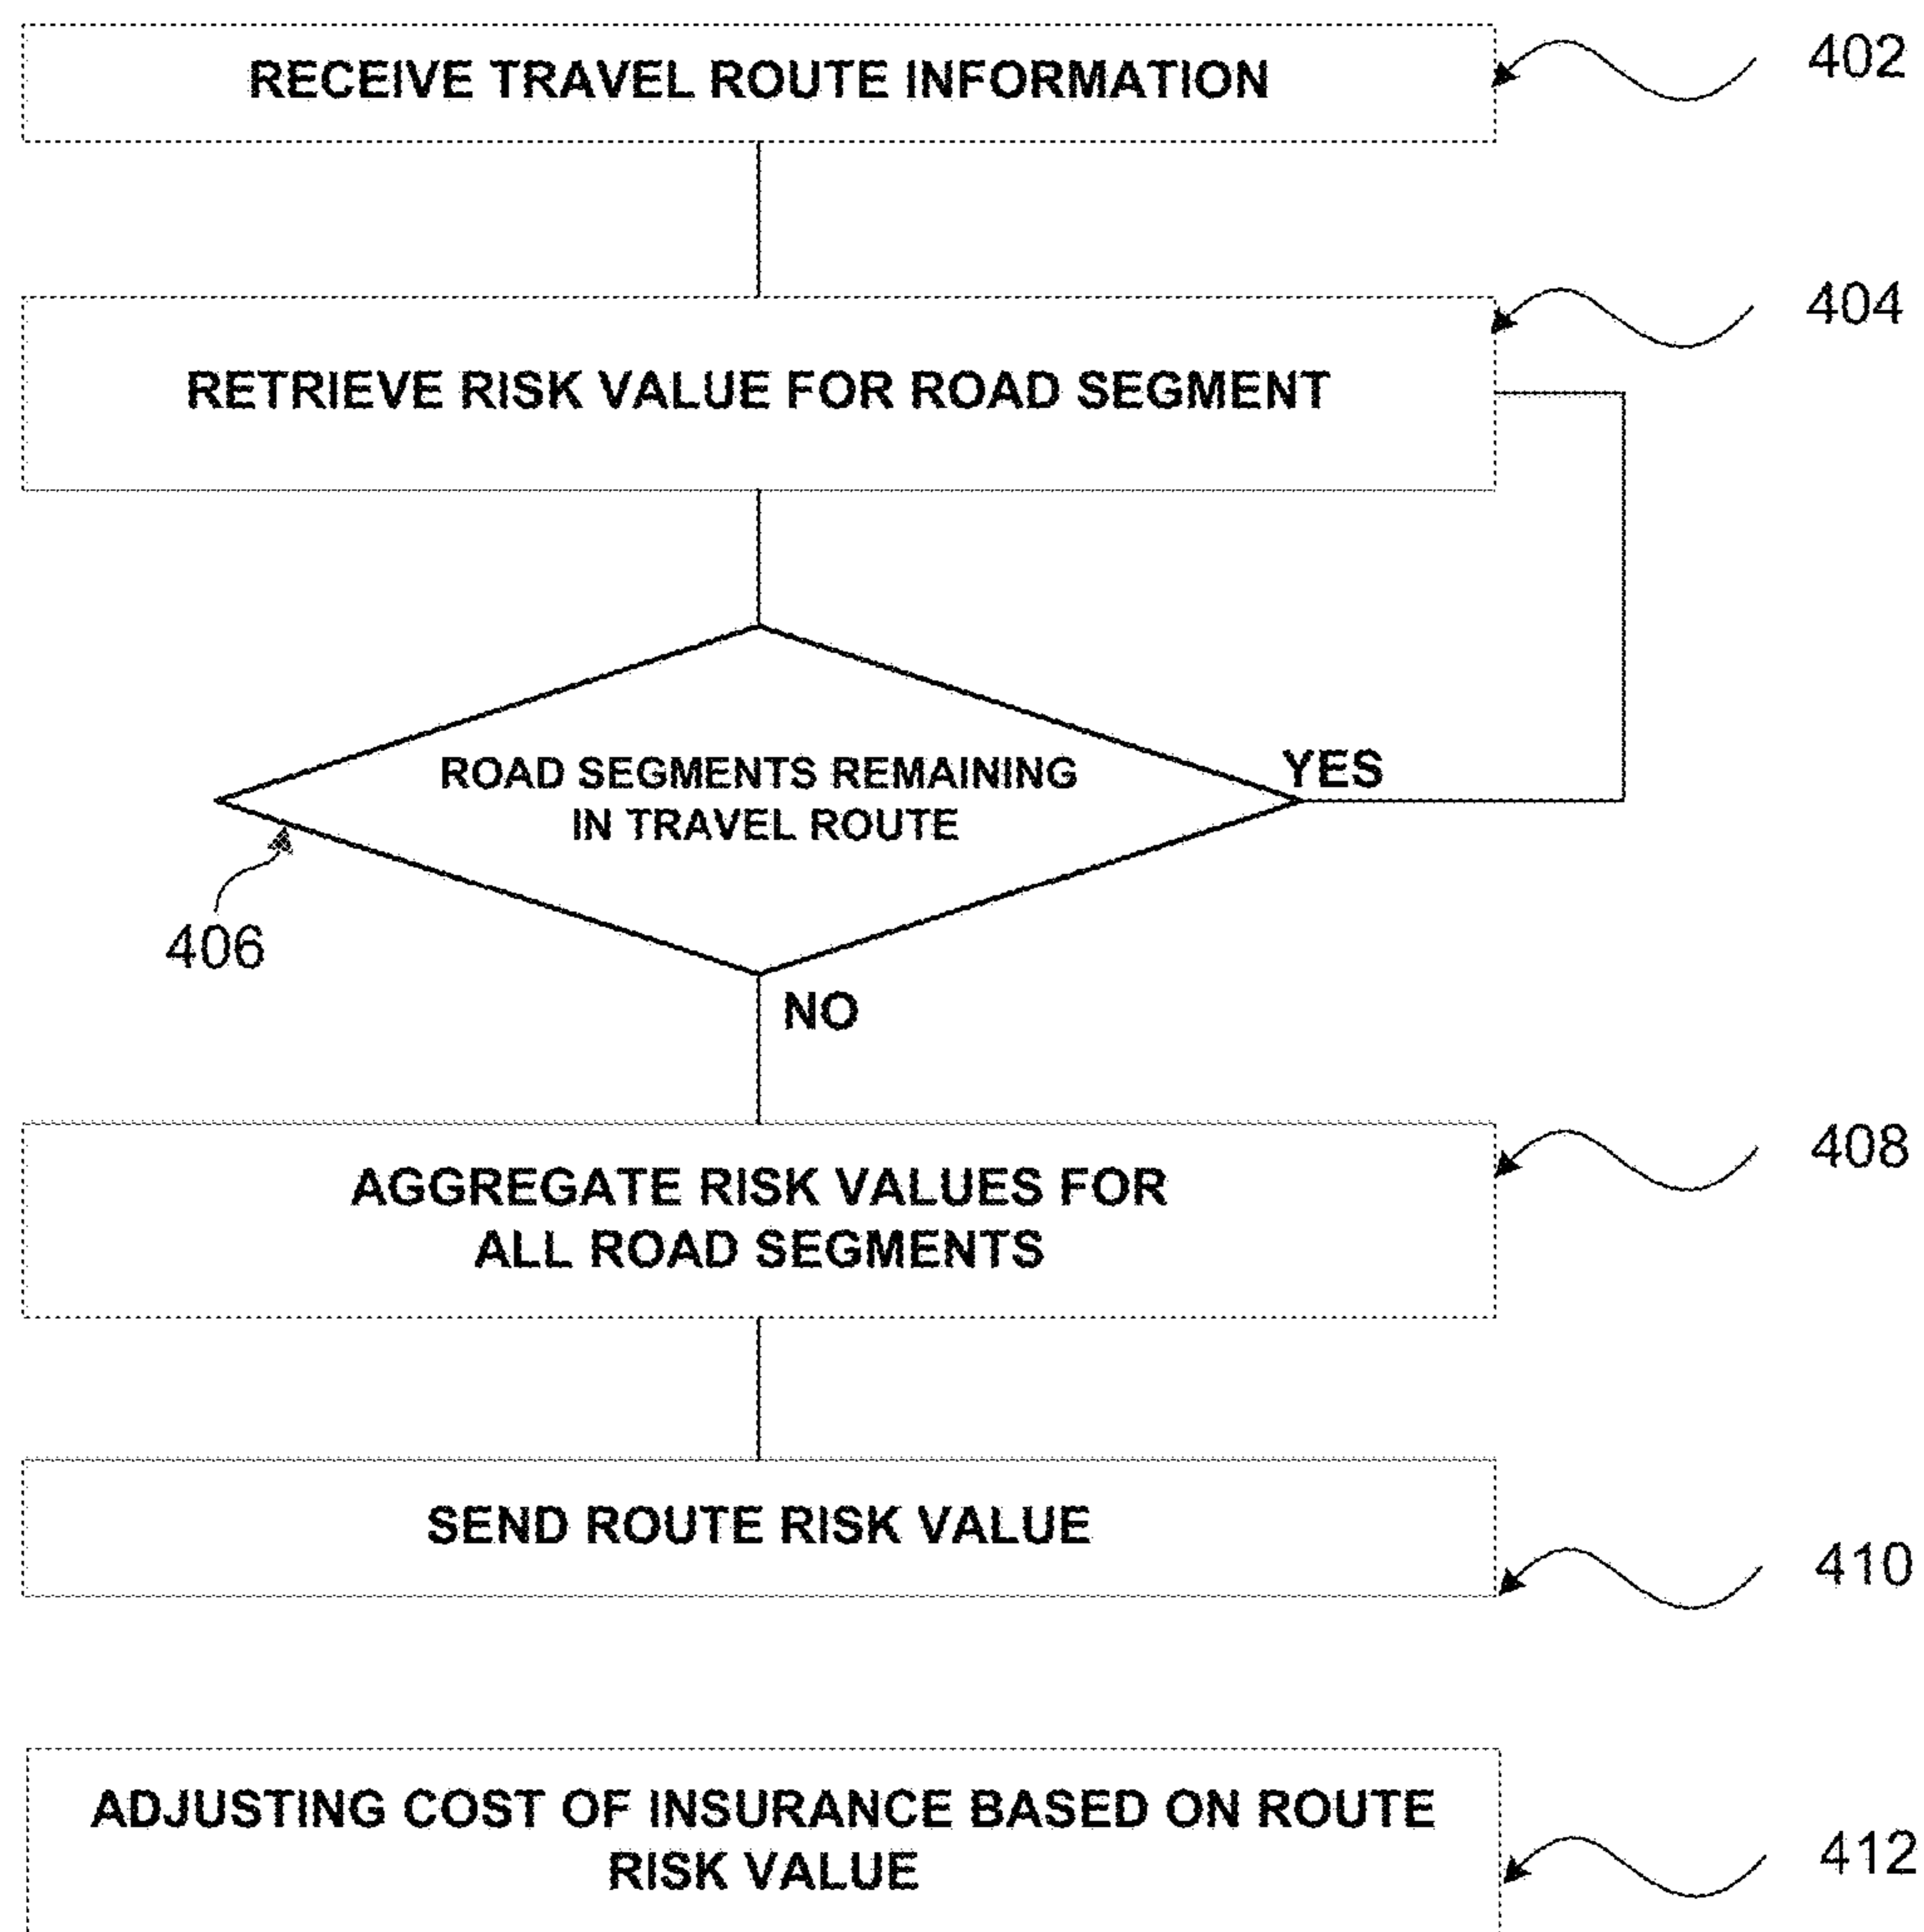 RECEIVE TRAVEL ROUTE INFORMATION
402
RETRIEVE RISK VALUE FOR ROAD SEGMENT
404
ROAD SEGMENTS REMAINING
IN TRAVEL ROUTE
YES
406
NO
AGGREGATE RISK VALUES FOR
ALL ROAD SEGMENTS
408
SEND ROUTE RISK VALUE
410
ADJUSTING COST OF INSURANCE BASED ON ROUTE
RISK VALUE
412